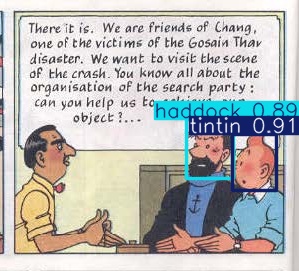 There it is. We are friends of Chang,
one of the victims of the Gosain Thav
disaster. We want to visit the scene
of the crash. You know all about the
organisation of the search party :
can you help us to
object ?...
haddock 0.89
tintin 0.91